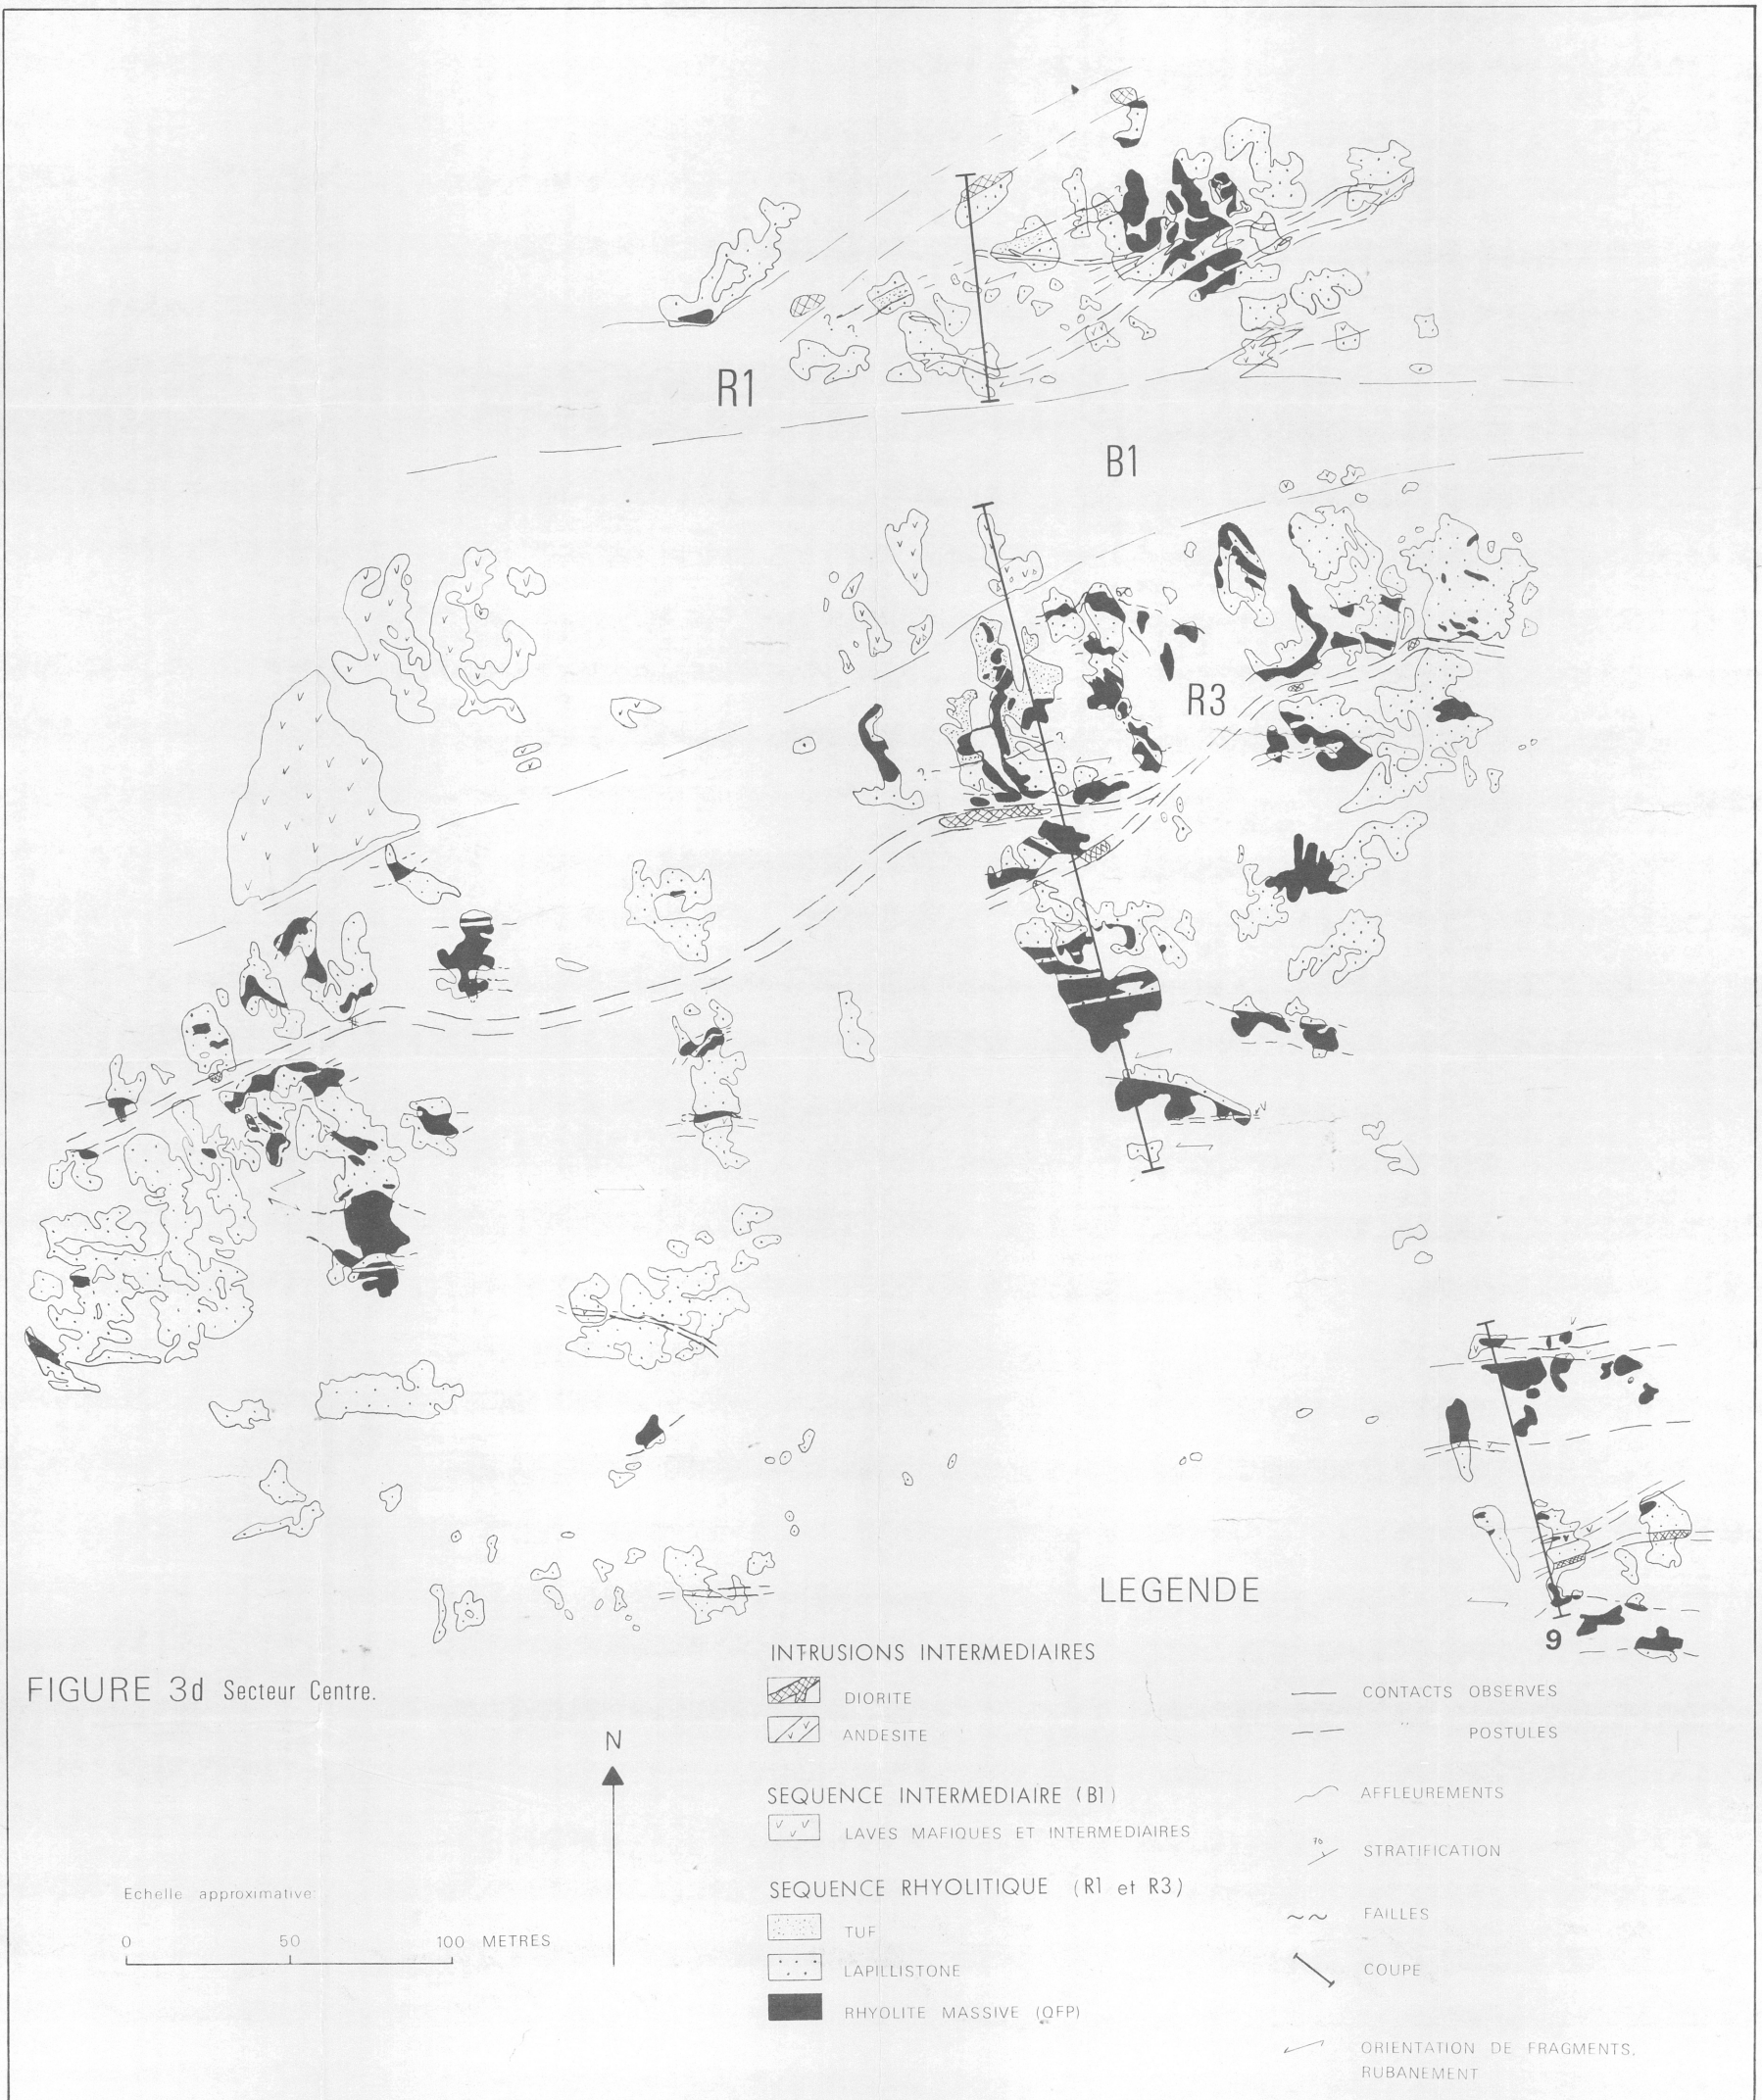 R1
B1
R3
9
FIGURE 3d Secteur Centre.
N
Echelle approximative:
0 50 100 METRES
LEGENDE
INTRUSIONS INTERMEDIAIRES
DIORITE
ANDESITE
SEQUENCE INTERMEDIAIRE (B1)
LAVES MAFIQUES ET INTERMEDIAIRES
SEQUENCE RHYOLITIQUE (R1 et R3)
TUF
LAPILLISTONE
RHYOLITE MASSIVE (QFP)
CONTACTS OBSERVES
" POSTULES
AFFLEUREMENTS
70
STRATIFICATION
FAILLES
COUPE
ORIENTATION DE FRAGMENTS,
RUBANEMENT